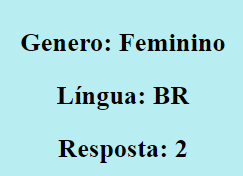 Genero: Feminino
Língua: BR
Resposta: 2